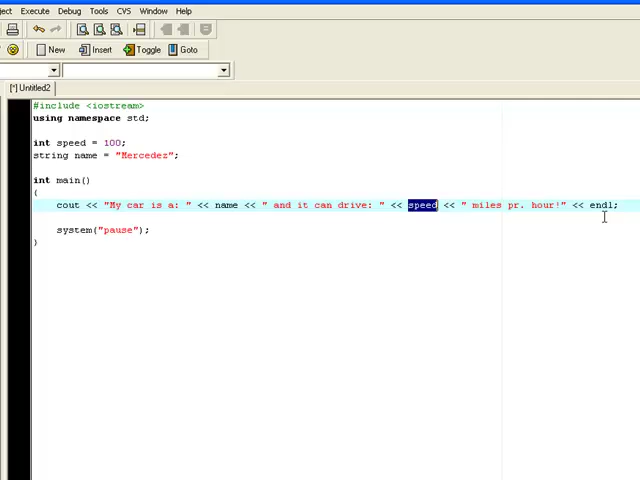 ject Execute Debug Tools CVS Window Help
New Insert Toggle Goto
[*] Untitled2
#include <iostream>
using namespace std;
int speed = 100;
string name = "Mercedez";
int main()
{
cout << "My car is a: " << name << " and it can drive: " << speed << " miles pr. hour!" << endl;
system("pause");
}